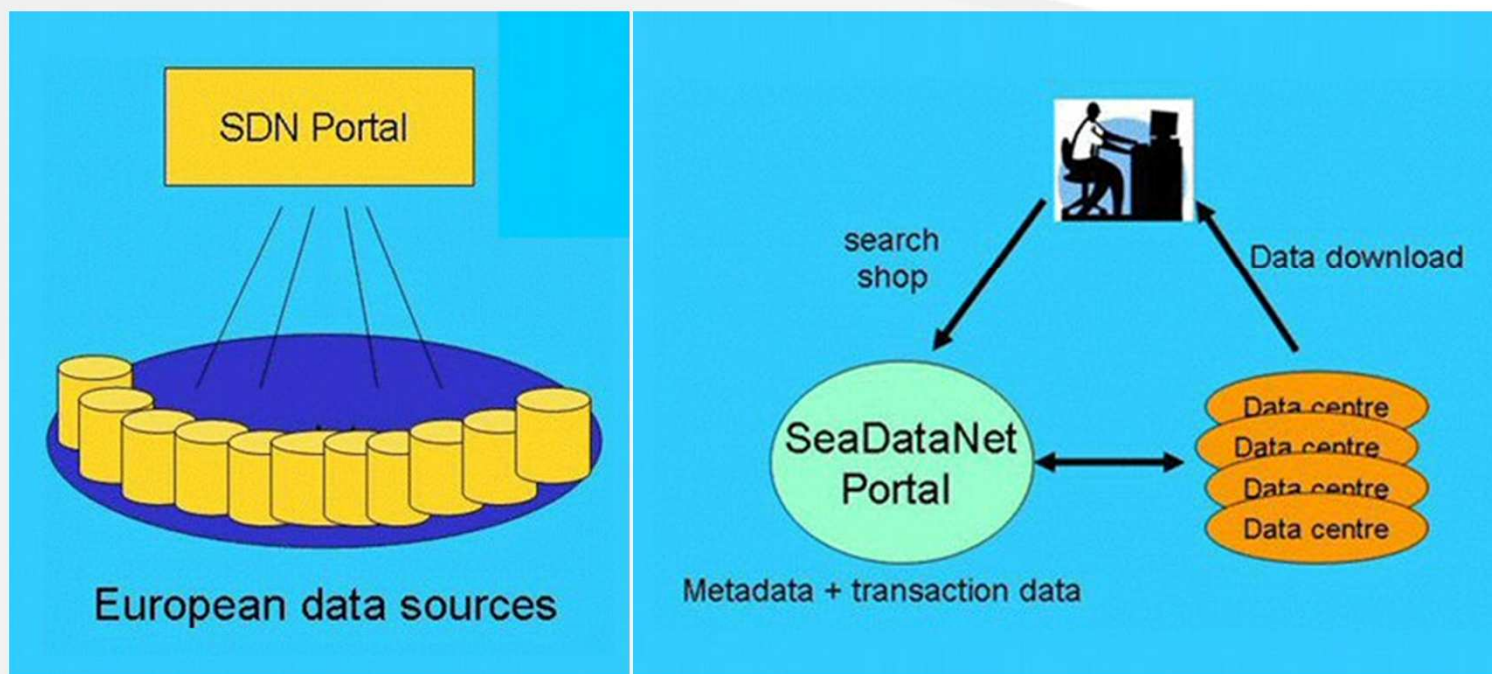 SDN Portal
European data sources
search
shop
Data download
SeaDataNet
Portal
Data centre
Data centre
Data centre
Data centre
Metadata + transaction data